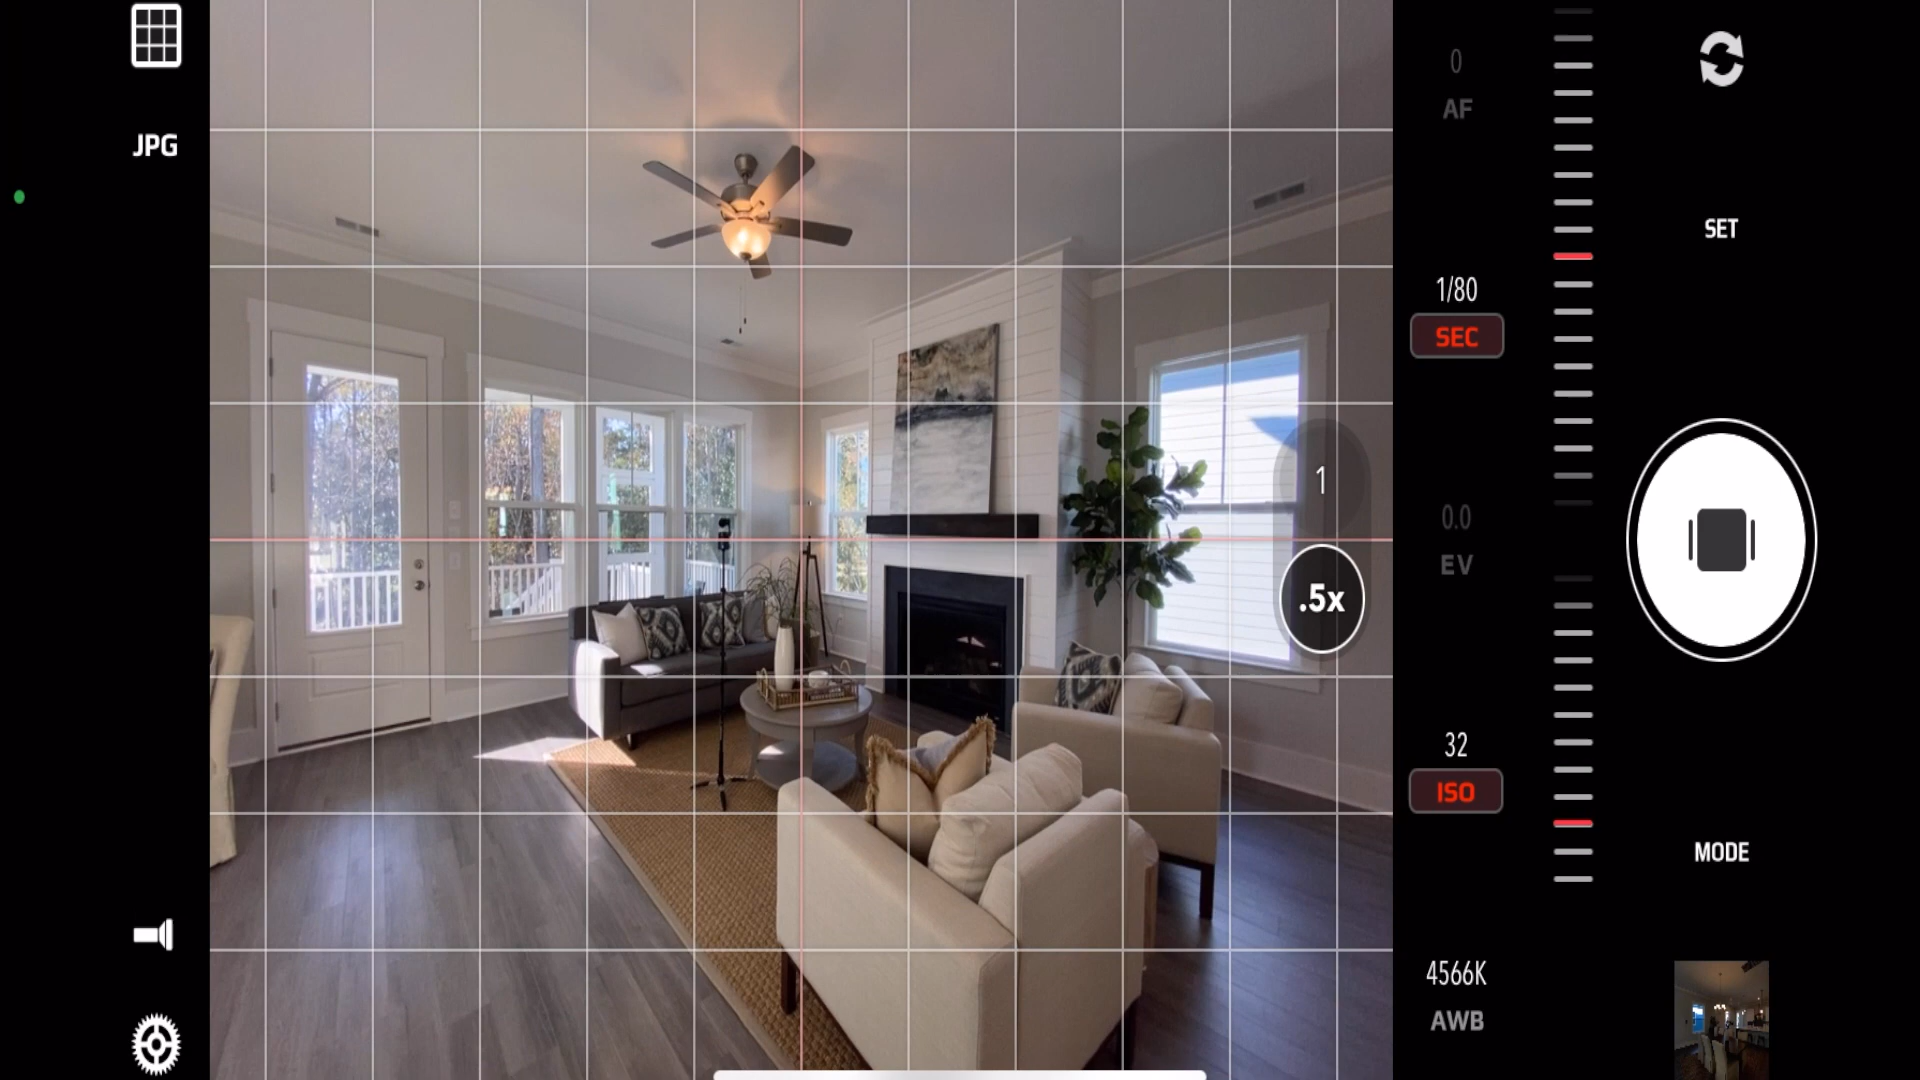 JPG
0
AF
1/80
SEC
0.0
EV
32
ISO
4566K
AWB
1
.5x
SET
MODE